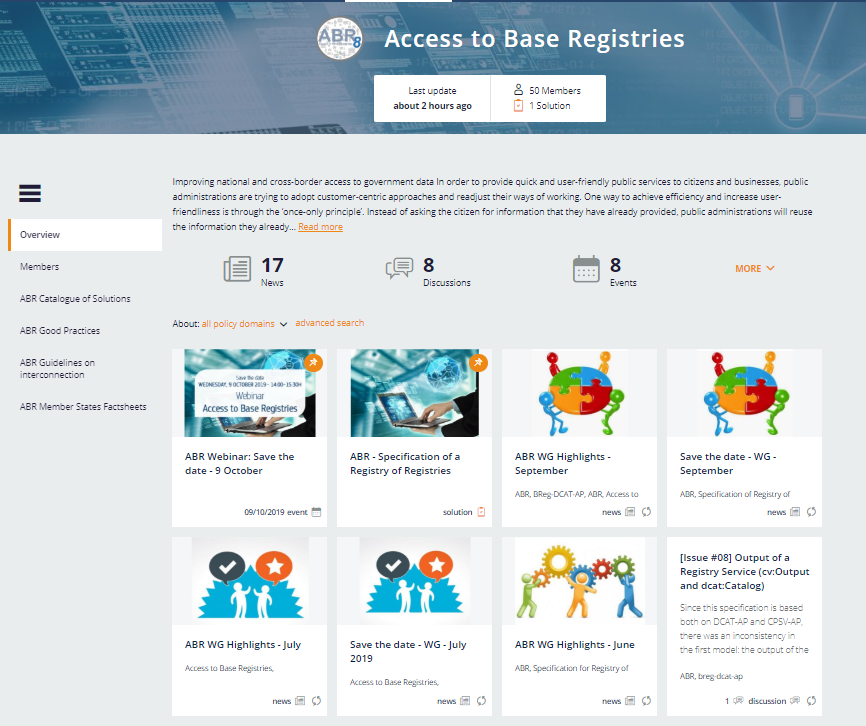 ABR8
Access to Base Registries
Last update
about 2 hours ago
50 Members
1 Solution
Improving national and cross-border access to government data In order to provide quick and user-friendly public services to citizens and businesses, public
administrations are trying to adopt customer-centric approaches and readjust their ways of working. One way to achieve efficiency and increase user-
friendliness is through the ‘once-only principle’. Instead of asking the citizen for information that they have already provided, public administrations will reuse
the information they already... Read more
Overview
Members
ABR Catalogue of Solutions
ABR Good Practices
ABR Guidelines on
interconnection
ABR Member States Factsheets
17
News
8
Discussions
8
Events
MORE
About: all policy domains advanced search
Save the data
WEDNESDAY, 9 OCTOBER 2019 - 14:00-15:30H
Webinar
Access to Base Registries
ABR Webinar: Save the
date - 9 October
09/10/2019 event
ABR - Specification of a
Registry of Registries
solution
ABR WG Highlights -
September
ABR, BReg-DCAT-AP, ABR, Access to
news
Save the date - WG -
September
ABR, Specification of Registry of
news
ABR WG Highlights - July
Access to Base Registries,
news
Save the date - WG - July
2019
Access to Base Registries,
news
ABR WG Highlights - June
ABR, Specification for Registry of
news
[Issue #08] Output of a
Registry Service (cv:Output
and dcat:Catalog)
Since this specification is based
both on DCAT-AP and CPSV-AP,
there was an inconsistency in
the first model: the output of the
ABR, breg-dcat-ap
1 discussion